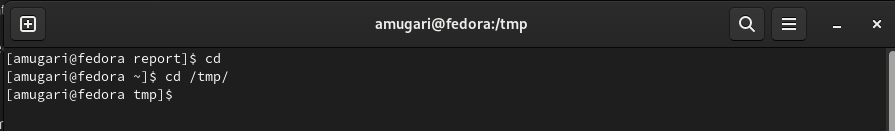 amugari@fedora:/tmp
[amugari@fedora report]$ cd
[amugari@fedora ~]$ cd /tmp/
[amugari@fedora tmp]$